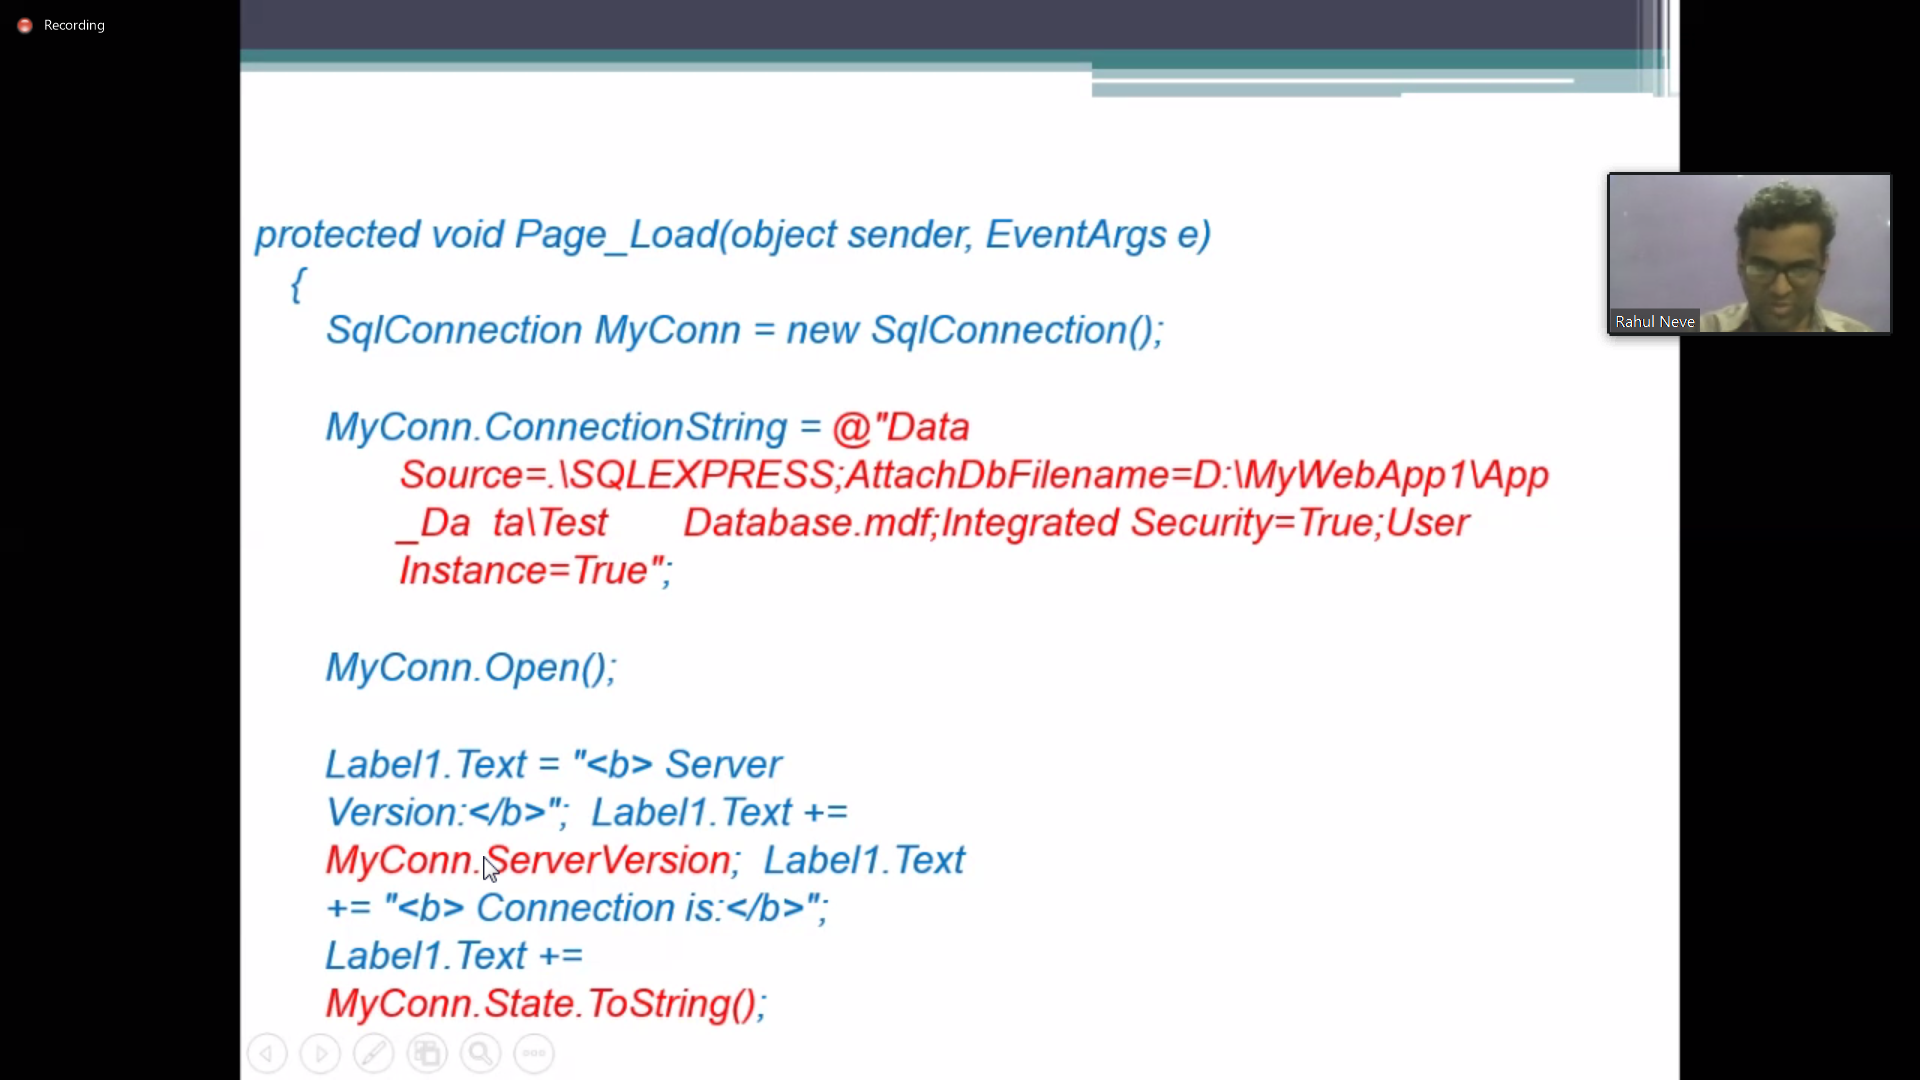 Recording
protected void Page_Load(object sender, EventArgs e)
{
SqlConnection MyConn = new SqlConnection();
MyConn.ConnectionString = @"Data
Source=.\SQLEXPRESS;AttachDbFilename=D:\MyWebApp1\App
_Da ta\Test Database.mdf;Integrated Security=True;User
Instance=True";
MyConn.Open();
Label1.Text = "<b> Server
Version:</b>"; Label1.Text +=
MyConn.ServerVersion; Label1.Text
+= "<b> Connection is:</b>";
Label1.Text +=
MyConn.State.ToString();
Rahul Neve